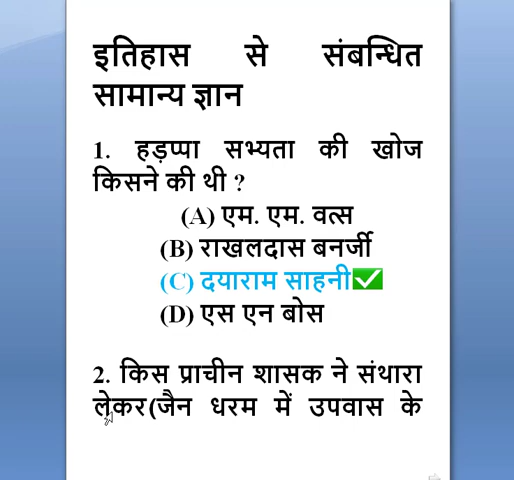 इतिहास से संबन्धित
सामान्य ज्ञान
1. हड़प्पा सभ्यता की खोज
किसने की थी ?
(A) एम. एम. वत्स
(B) राखलदास बनर्जी
(C) दयाराम साहनी✅
(D) एस एन बोस
2. किस प्राचीन शासक ने संथारा
लेकर(जैन धरम में उपवास के